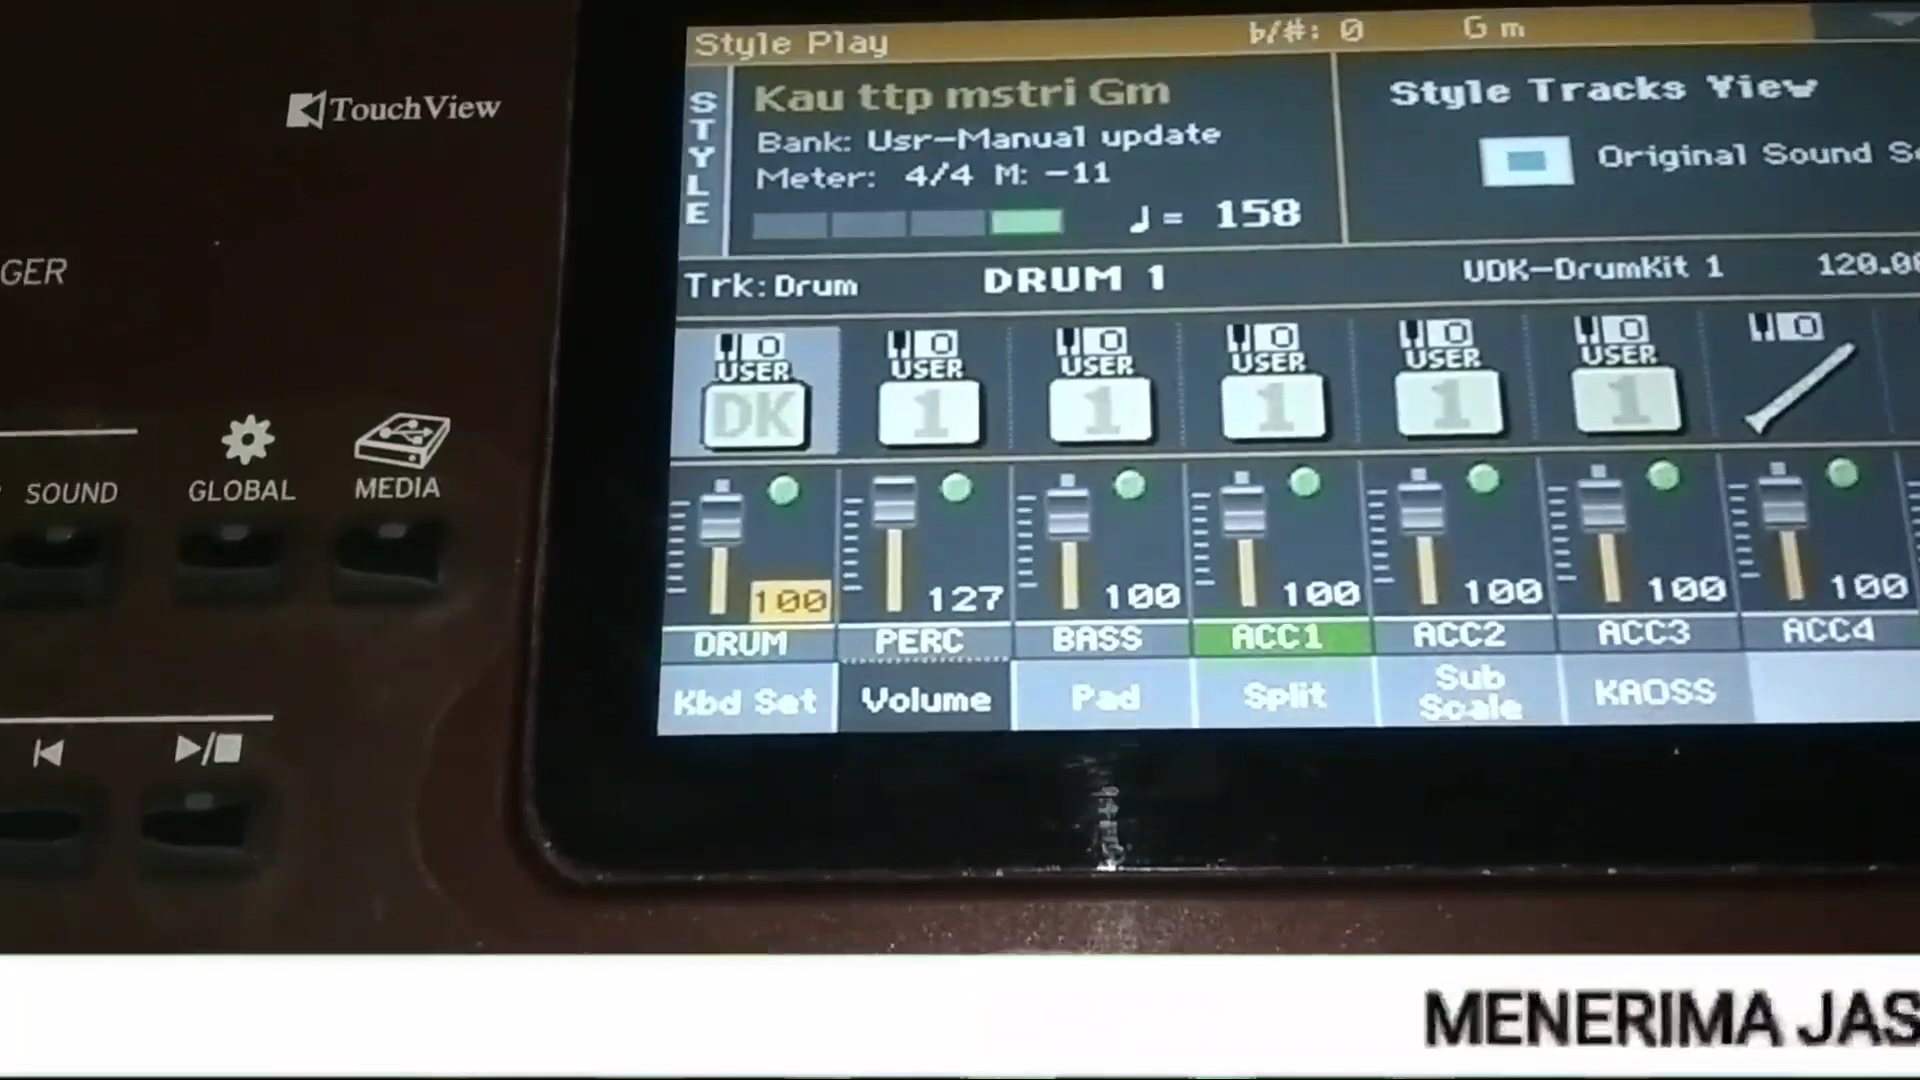 Style Play b/#: 0 G m
TouchView
STYLE
Kau ttp mstri Gm
Bank: Usr-Manual update
Meter: 4/4 M: -11
♩ = 158
Style Tracks View
Original Sound
GER
Trk: Drum DRUM 1 UDK-DrumKit 1
USER USER USER USER USER USER
DK 1 1 1 1 1
SOUND GLOBAL MEDIA
100 127 100 100 100 100 100
DRUM PERC BASS ACC1 ACC2 ACC3 ACC4
Kbd Set Volume Pad Split Sub Scale KAOSS
MENERIMA JAS